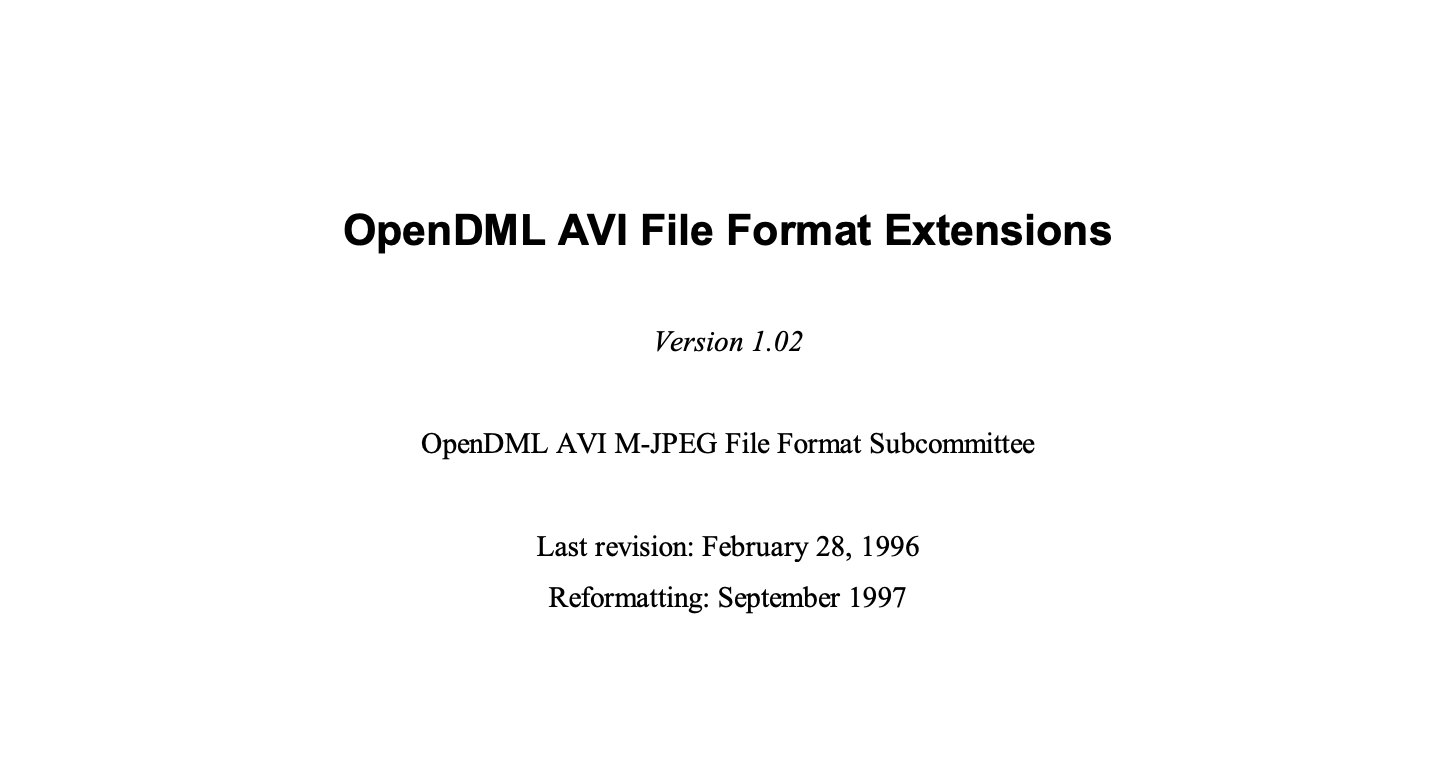 OpenDML AVI File Format Extensions
Version 1.02
OpenDML AVI M-JPEG File Format Subcommittee
Last revision: February 28, 1996
Reformatting: September 1997